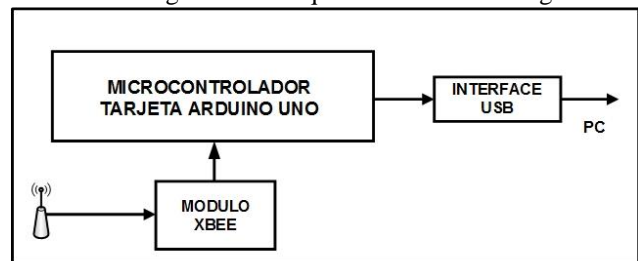 MICROCONTROLADOR
TARJETA ARDUINO UNO
INTERFACE
USB
PC
MODULO
XBEE